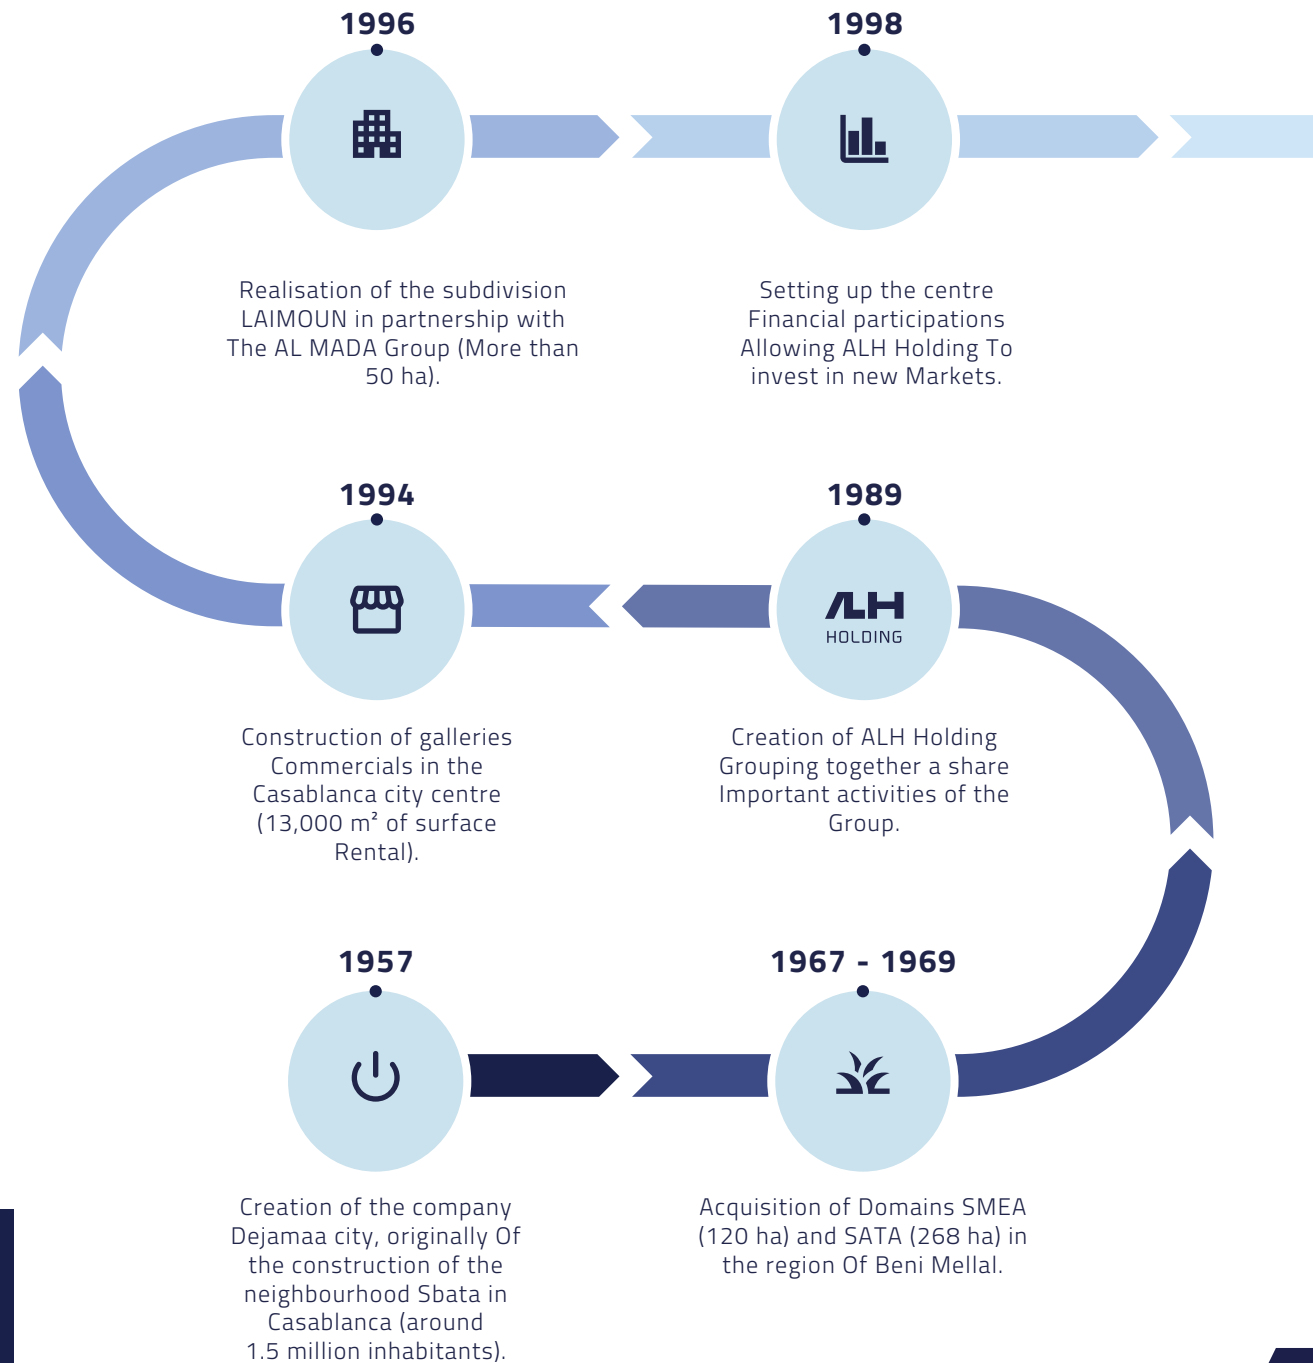 1996
Realisation of the subdivision
LAIMOUN in partnership with
The AL MADA Group (More than
50 ha).
1998
Setting up the centre
Financial participations
Allowing ALH Holding To
invest in new Markets.
1994
Construction of galleries
Commercials in the
Casablanca city centre
(13,000 m² of surface
Rental).
1989
ALH
HOLDING
Creation of ALH Holding
Grouping together a share
Important activities of the
Group.
1957
Creation of the company
Dejamaa city, originally Of
the construction of the
neighbourhood Sbata in
Casablanca (around
1.5 million inhabitants).
1967 - 1969
Acquisition of Domains SMEA
(120 ha) and SATA (268 ha) in
the region Of Beni Mellal.